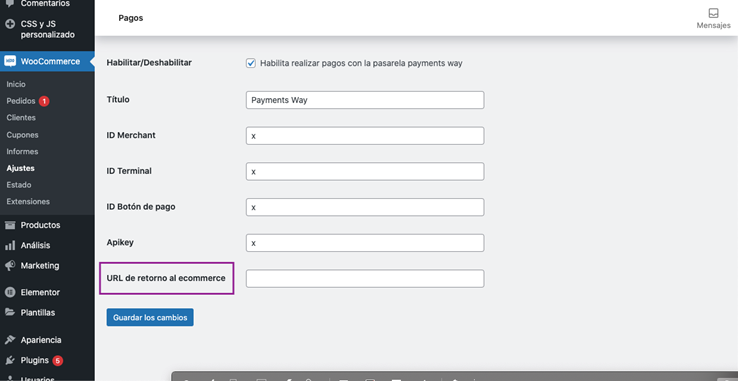 Comentarios
CSS y JS
personalizado
WooCommerce
Inicio
Pedidos 1
Clientes
Cupones
Informes
Ajustes
Estado
Extensiones
Productos
Análisis
Marketing
Elementor
Plantillas
Apariencia
Plugins 5
Usuarios
Pagos
Mensajes
Habilitar/Deshabilitar
Habilita realizar pagos con la pasarela payments way
Título
Payments Way
ID Merchant
x
ID Terminal
x
ID Botón de pago
x
Apikey
x
URL de retorno al ecommerce
Guardar los cambios